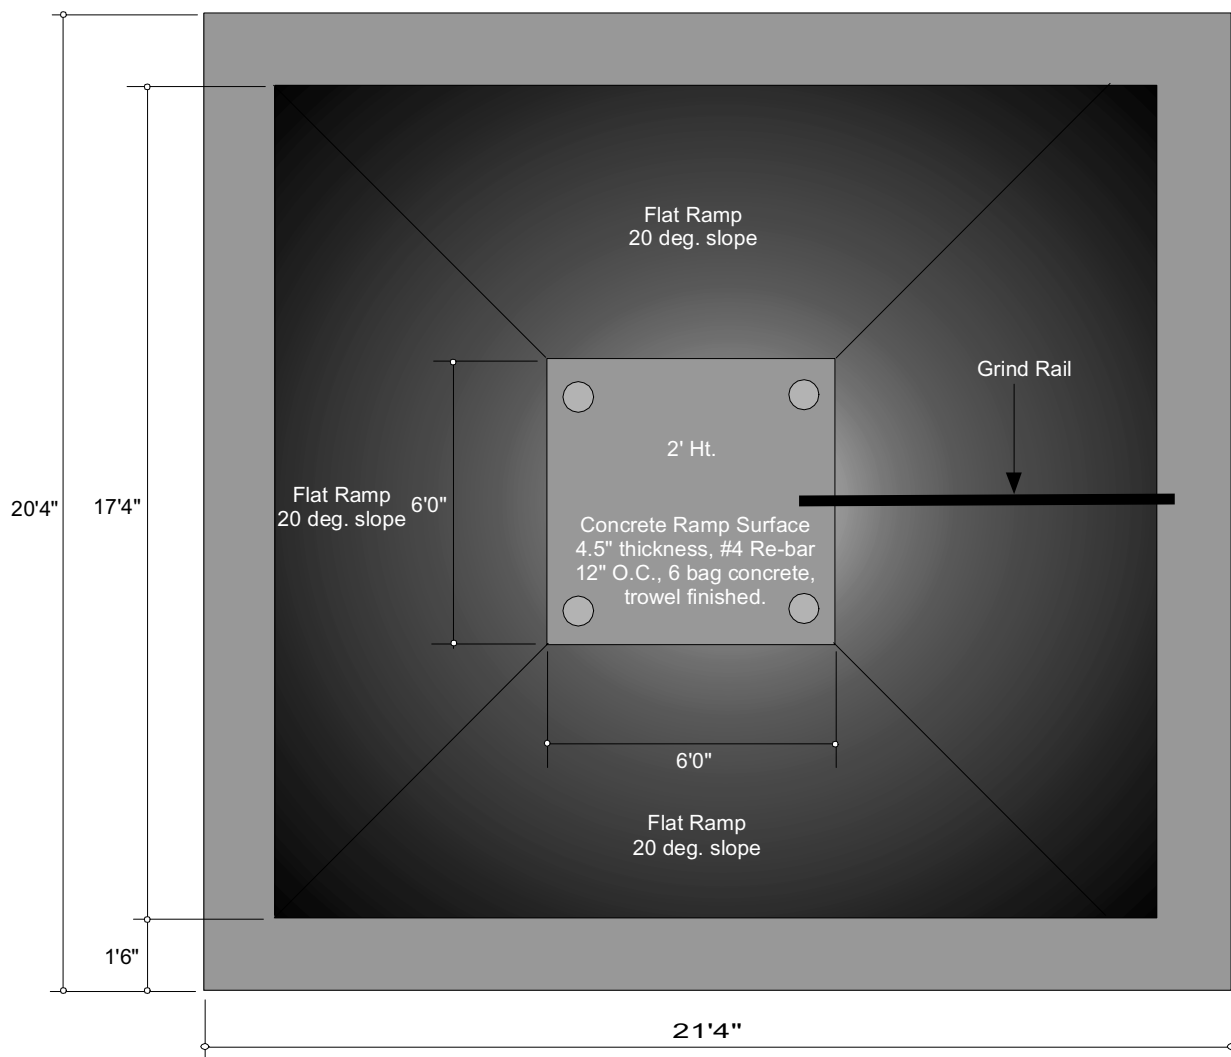 Flat Ramp
20 deg. slope
Grind Rail
2' Ht.
20'4"
17'4"
Flat Ramp
20 deg. slope
6'0"
Concrete Ramp Surface
4.5" thickness, #4 Re-bar
12" O.C., 6 bag concrete,
trowel finished.
6'0"
Flat Ramp
20 deg. slope
1'6"
21'4"